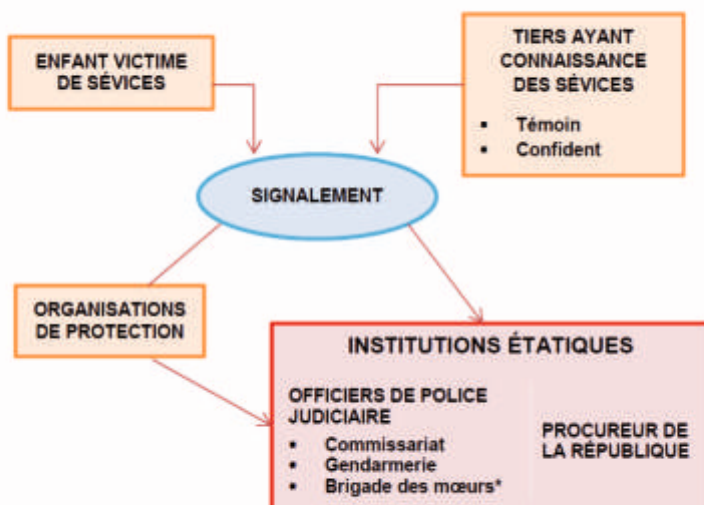 ENFANT VICTIME
DE SÉVICES
TIERS AYANT
CONNAISSANCE
DES SÉVICES
▪ Témoin
▪ Confident
SIGNALEMENT
ORGANISATIONS
DE PROTECTION
INSTITUTIONS ÉTATIQUES
OFFICIERS DE POLICE
JUDICIAIRE
▪ Commissariat
▪ Gendarmerie
▪ Brigade des mœurs*
PROCUREUR DE
LA RÉPUBLIQUE